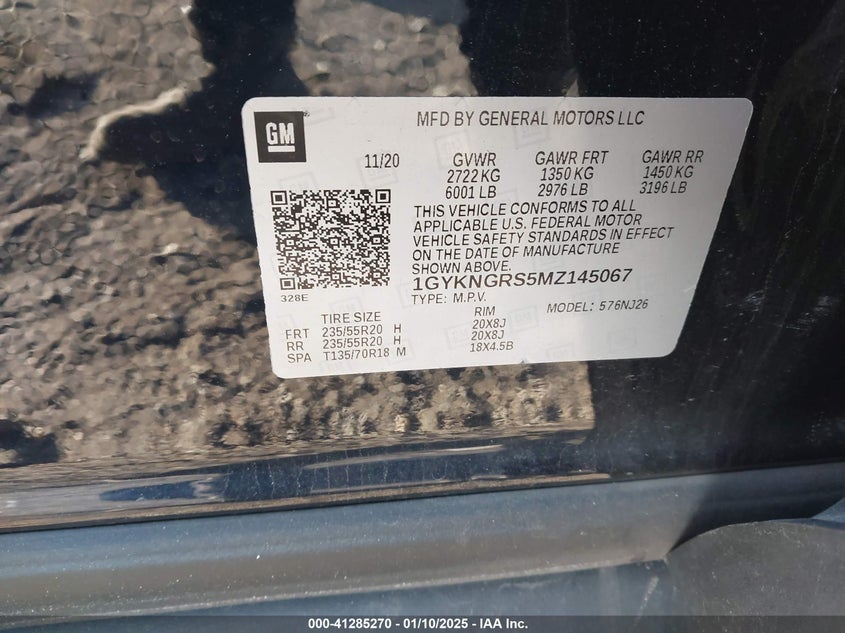 GM
MFD BY GENERAL MOTORS LLC
11/20 GVWR GAWR FRT GAWR RR
2722 KG 1350 KG 1450 KG
6001 LB 2976 LB 3196 LB
THIS VEHICLE CONFORMS TO ALL
APPLICABLE U.S. FEDERAL MOTOR
VEHICLE SAFETY STANDARDS IN EFFECT
ON THE DATE OF MANUFACTURE
SHOWN ABOVE.
1GYKNGRS5MZ145067
328E
TYPE: M.P.V. MODEL: 576NJ26
TIRE SIZE RIM
FRT 235/55R20 H 20X8J
RR 235/55R20 H 20X8J
SPA T135/70R18 M 18X4.5B
000-41285270 - 01/10/2025 - IAA Inc.